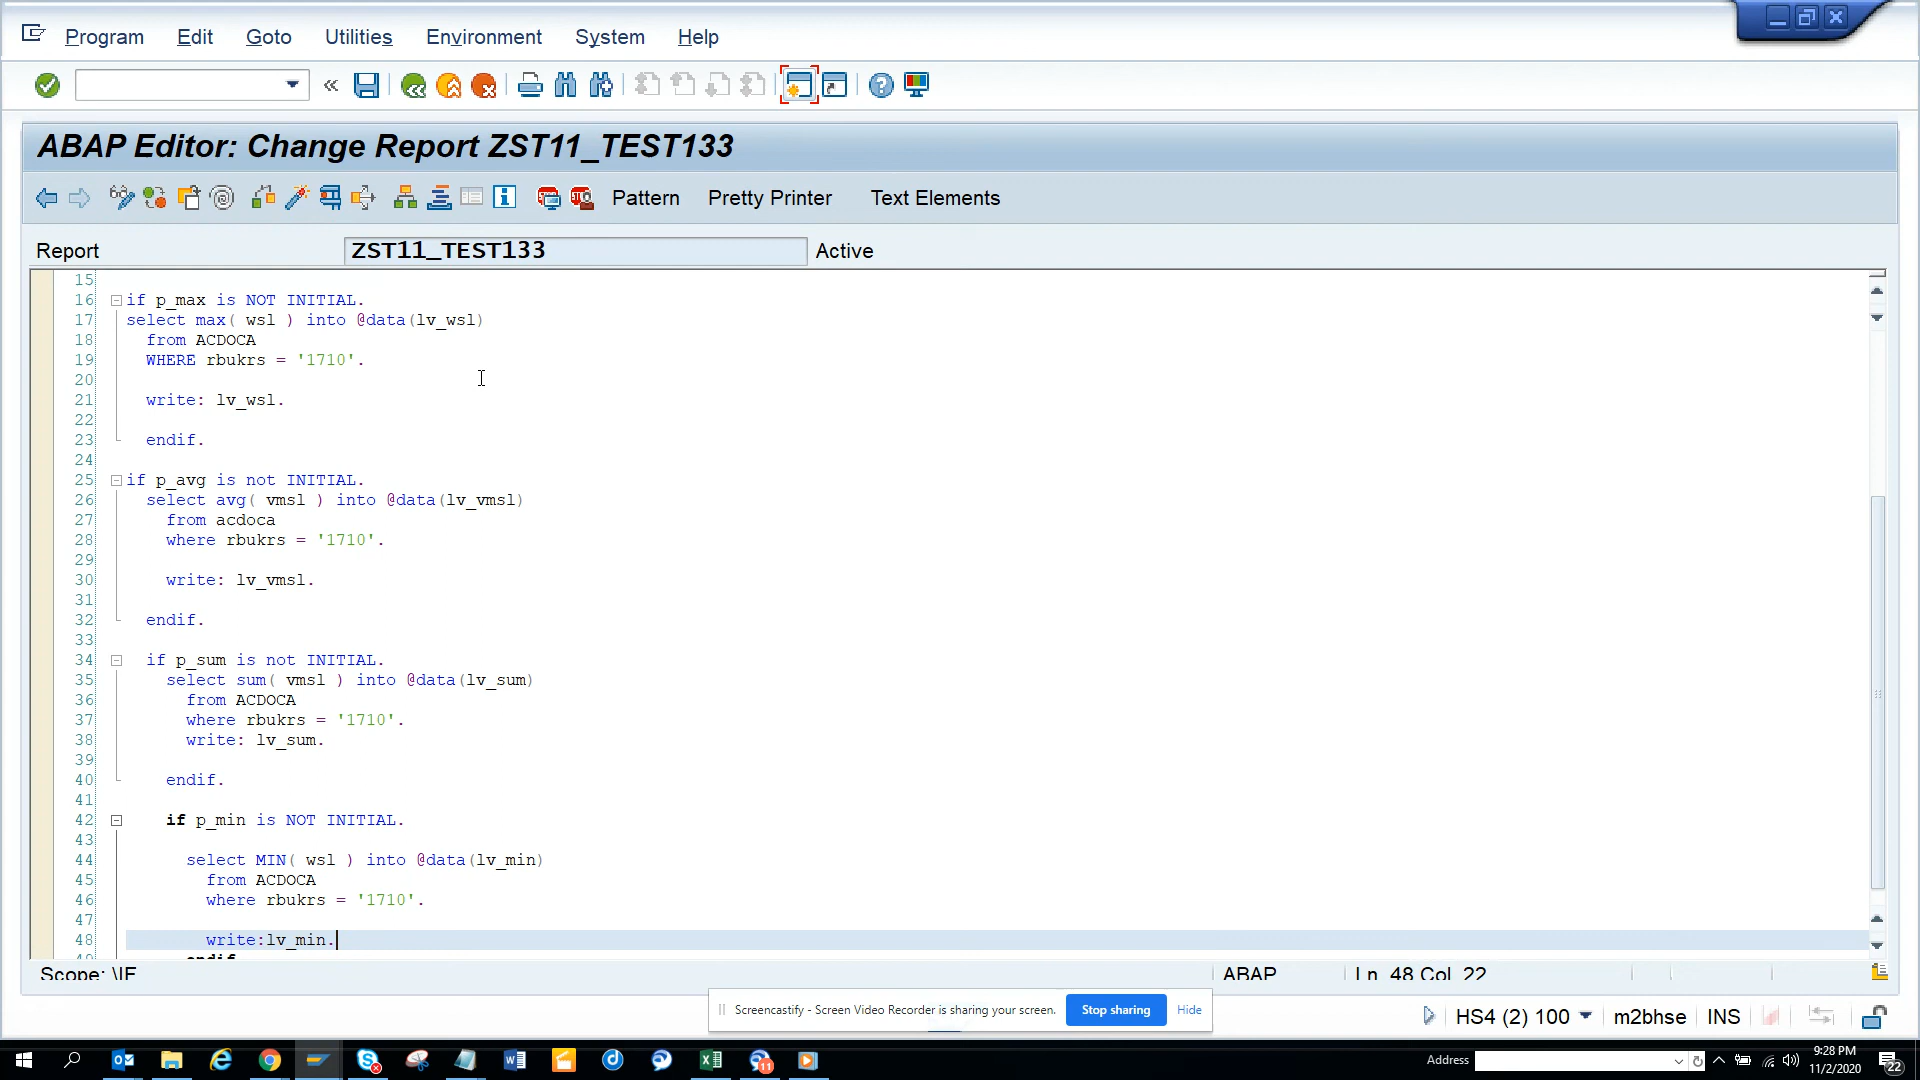 Program Edit Goto Utilities Environment System Help
ABAP Editor: Change Report ZST11_TEST133
Pattern Pretty Printer Text Elements
Report ZST11_TEST133 Active
15
16 if p_max is NOT INITIAL.
17 select max( wsl ) into @data(lv_wsl)
18 from ACDOCA
19 WHERE rbukrs = '1710'.
20
21 write: lv_wsl.
22
23 endif.
24
25 if p_avg is not INITIAL.
26 select avg( vmsl ) into @data(lv_vmsl)
27 from acdoca
28 where rbukrs = '1710'.
29
30 write: lv_vmsl.
31
32 endif.
33
34 if p_sum is not INITIAL.
35 select sum( vmsl ) into @data(lv_sum)
36 from ACDOCA
37 where rbukrs = '1710'.
38 write: lv_sum.
39
40 endif.
41
42 if p_min is NOT INITIAL.
43
44 select MIN( wsl ) into @data(lv_min)
45 from ACDOCA
46 where rbukrs = '1710'.
47
48 write:lv_min.
49 endif
Scope: \IF ABAP Ln 48 Col 22
Screencastify - Screen Video Recorder is sharing your screen. Stop sharing Hide
HS4 (2) 100 m2bhse INS
Address 9:28 PM
11/2/2020 22
11